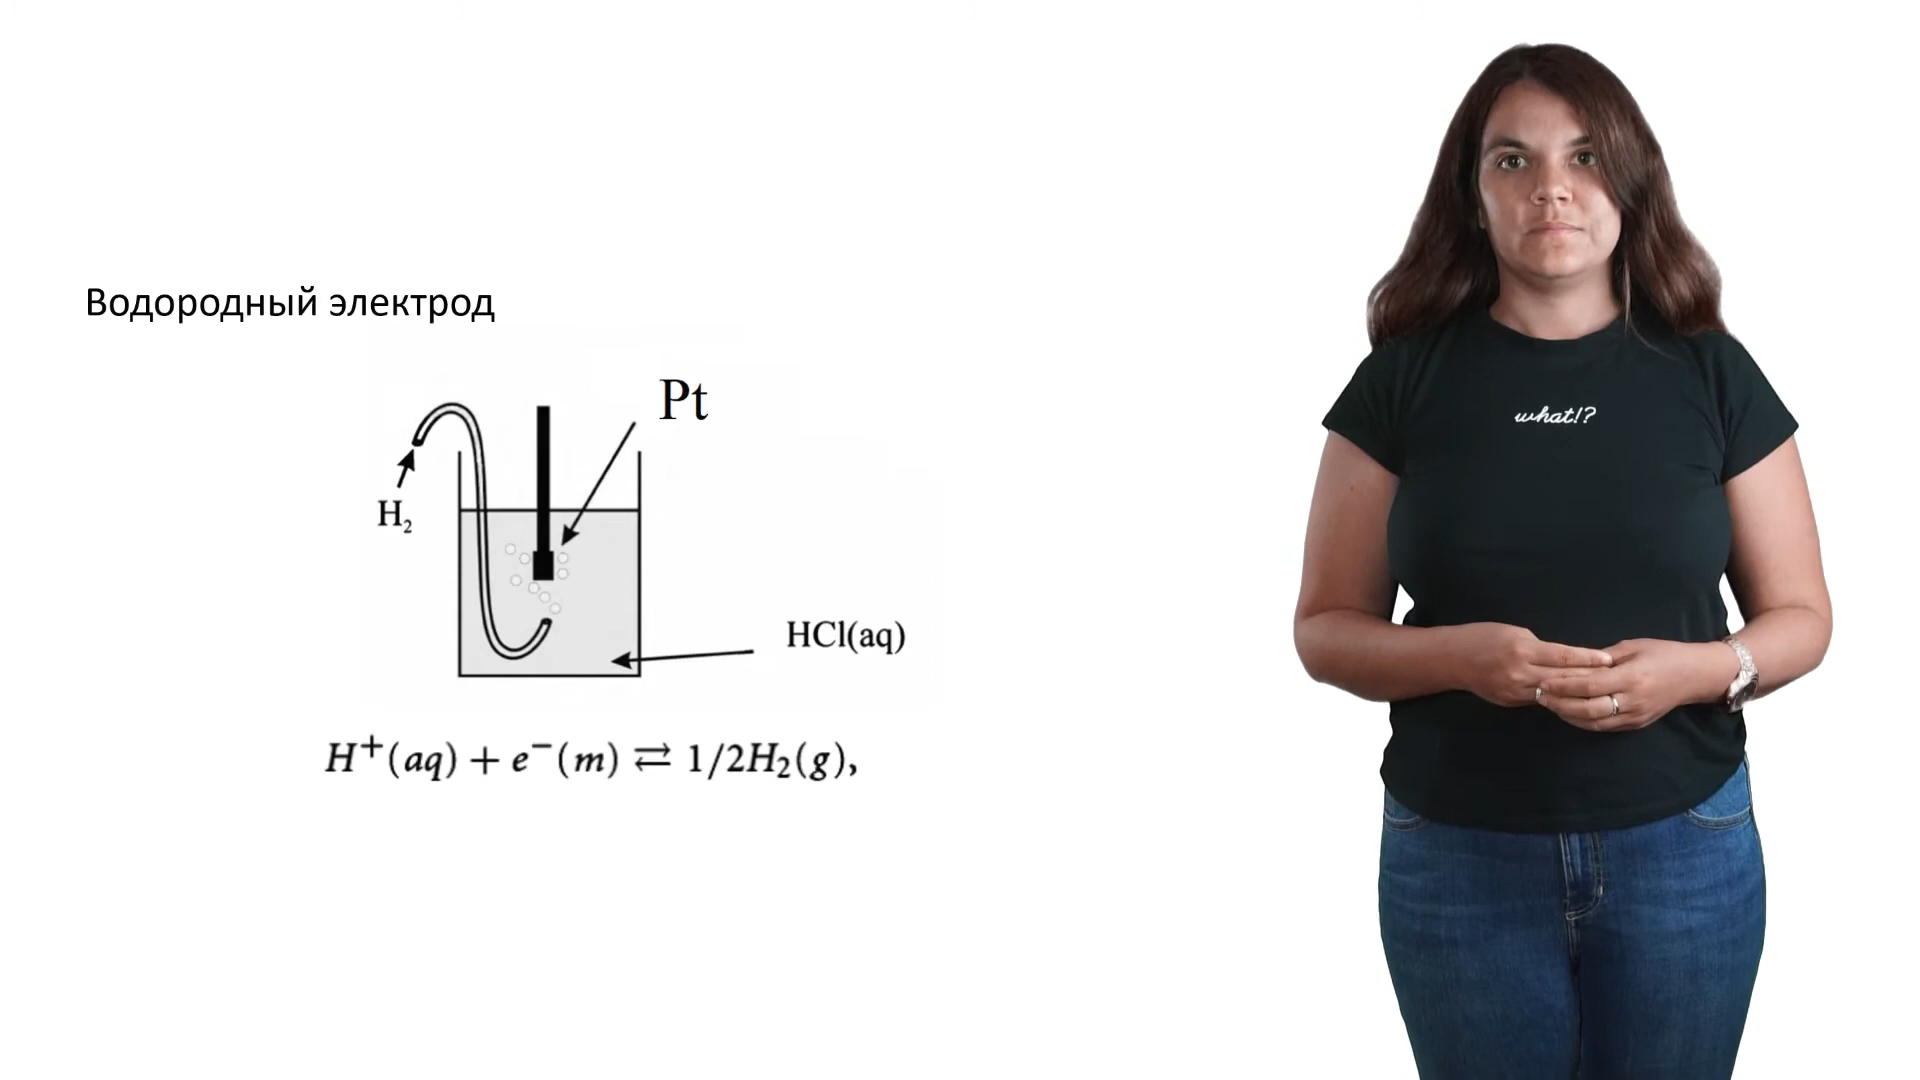 Водородный электрод
Pt
H₂
HCl(aq)
H⁺(aq) + e⁻(m) ⇄ 1/2H₂(g),
what!?